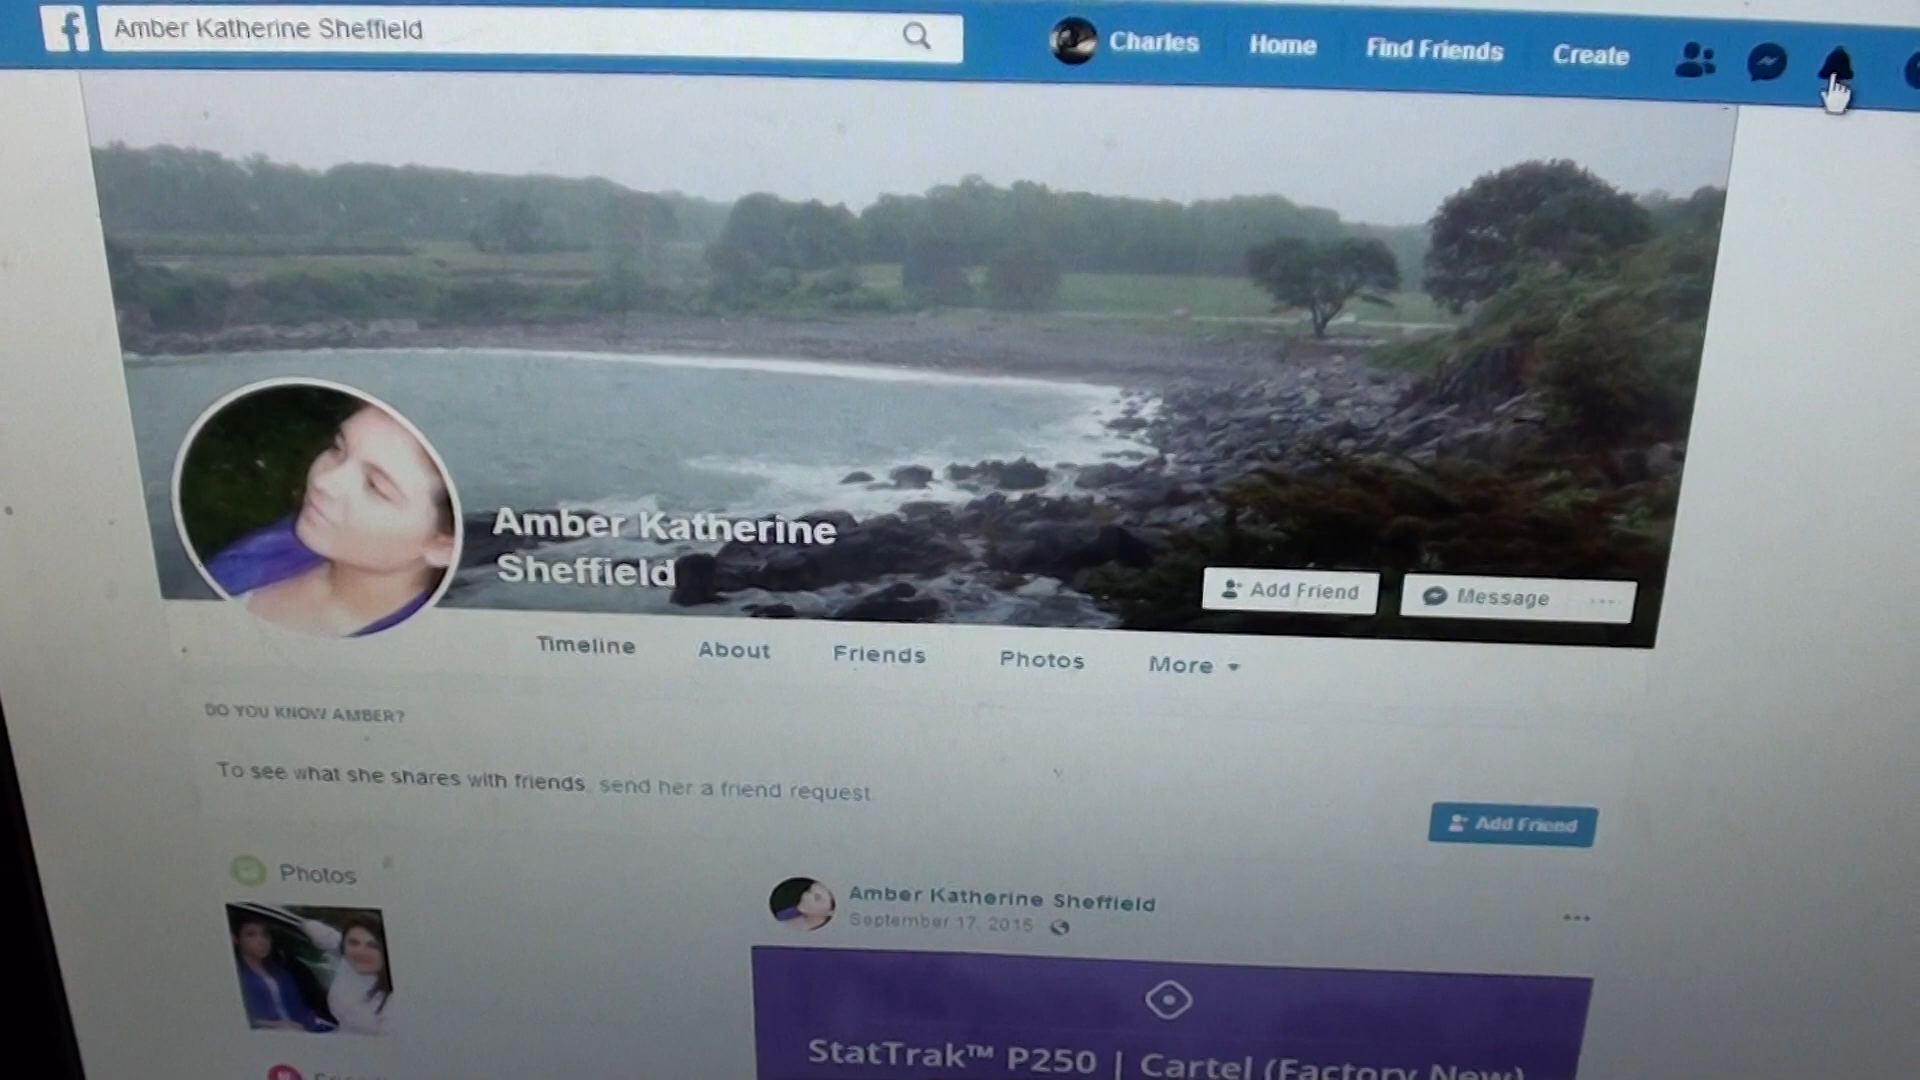 f
Amber Katherine Sheffield
Charles
Home
Find Friends
Create
Amber Katherine
Sheffield
Add Friend
Message
Timeline
About
Friends
Photos
More
DO YOU KNOW AMBER?
To see what she shares with friends, send her a friend request
Add Friend
Photos
Amber Katherine Sheffield
September 17, 2015
StatTrak™ P250 | Cartel (Factory New)